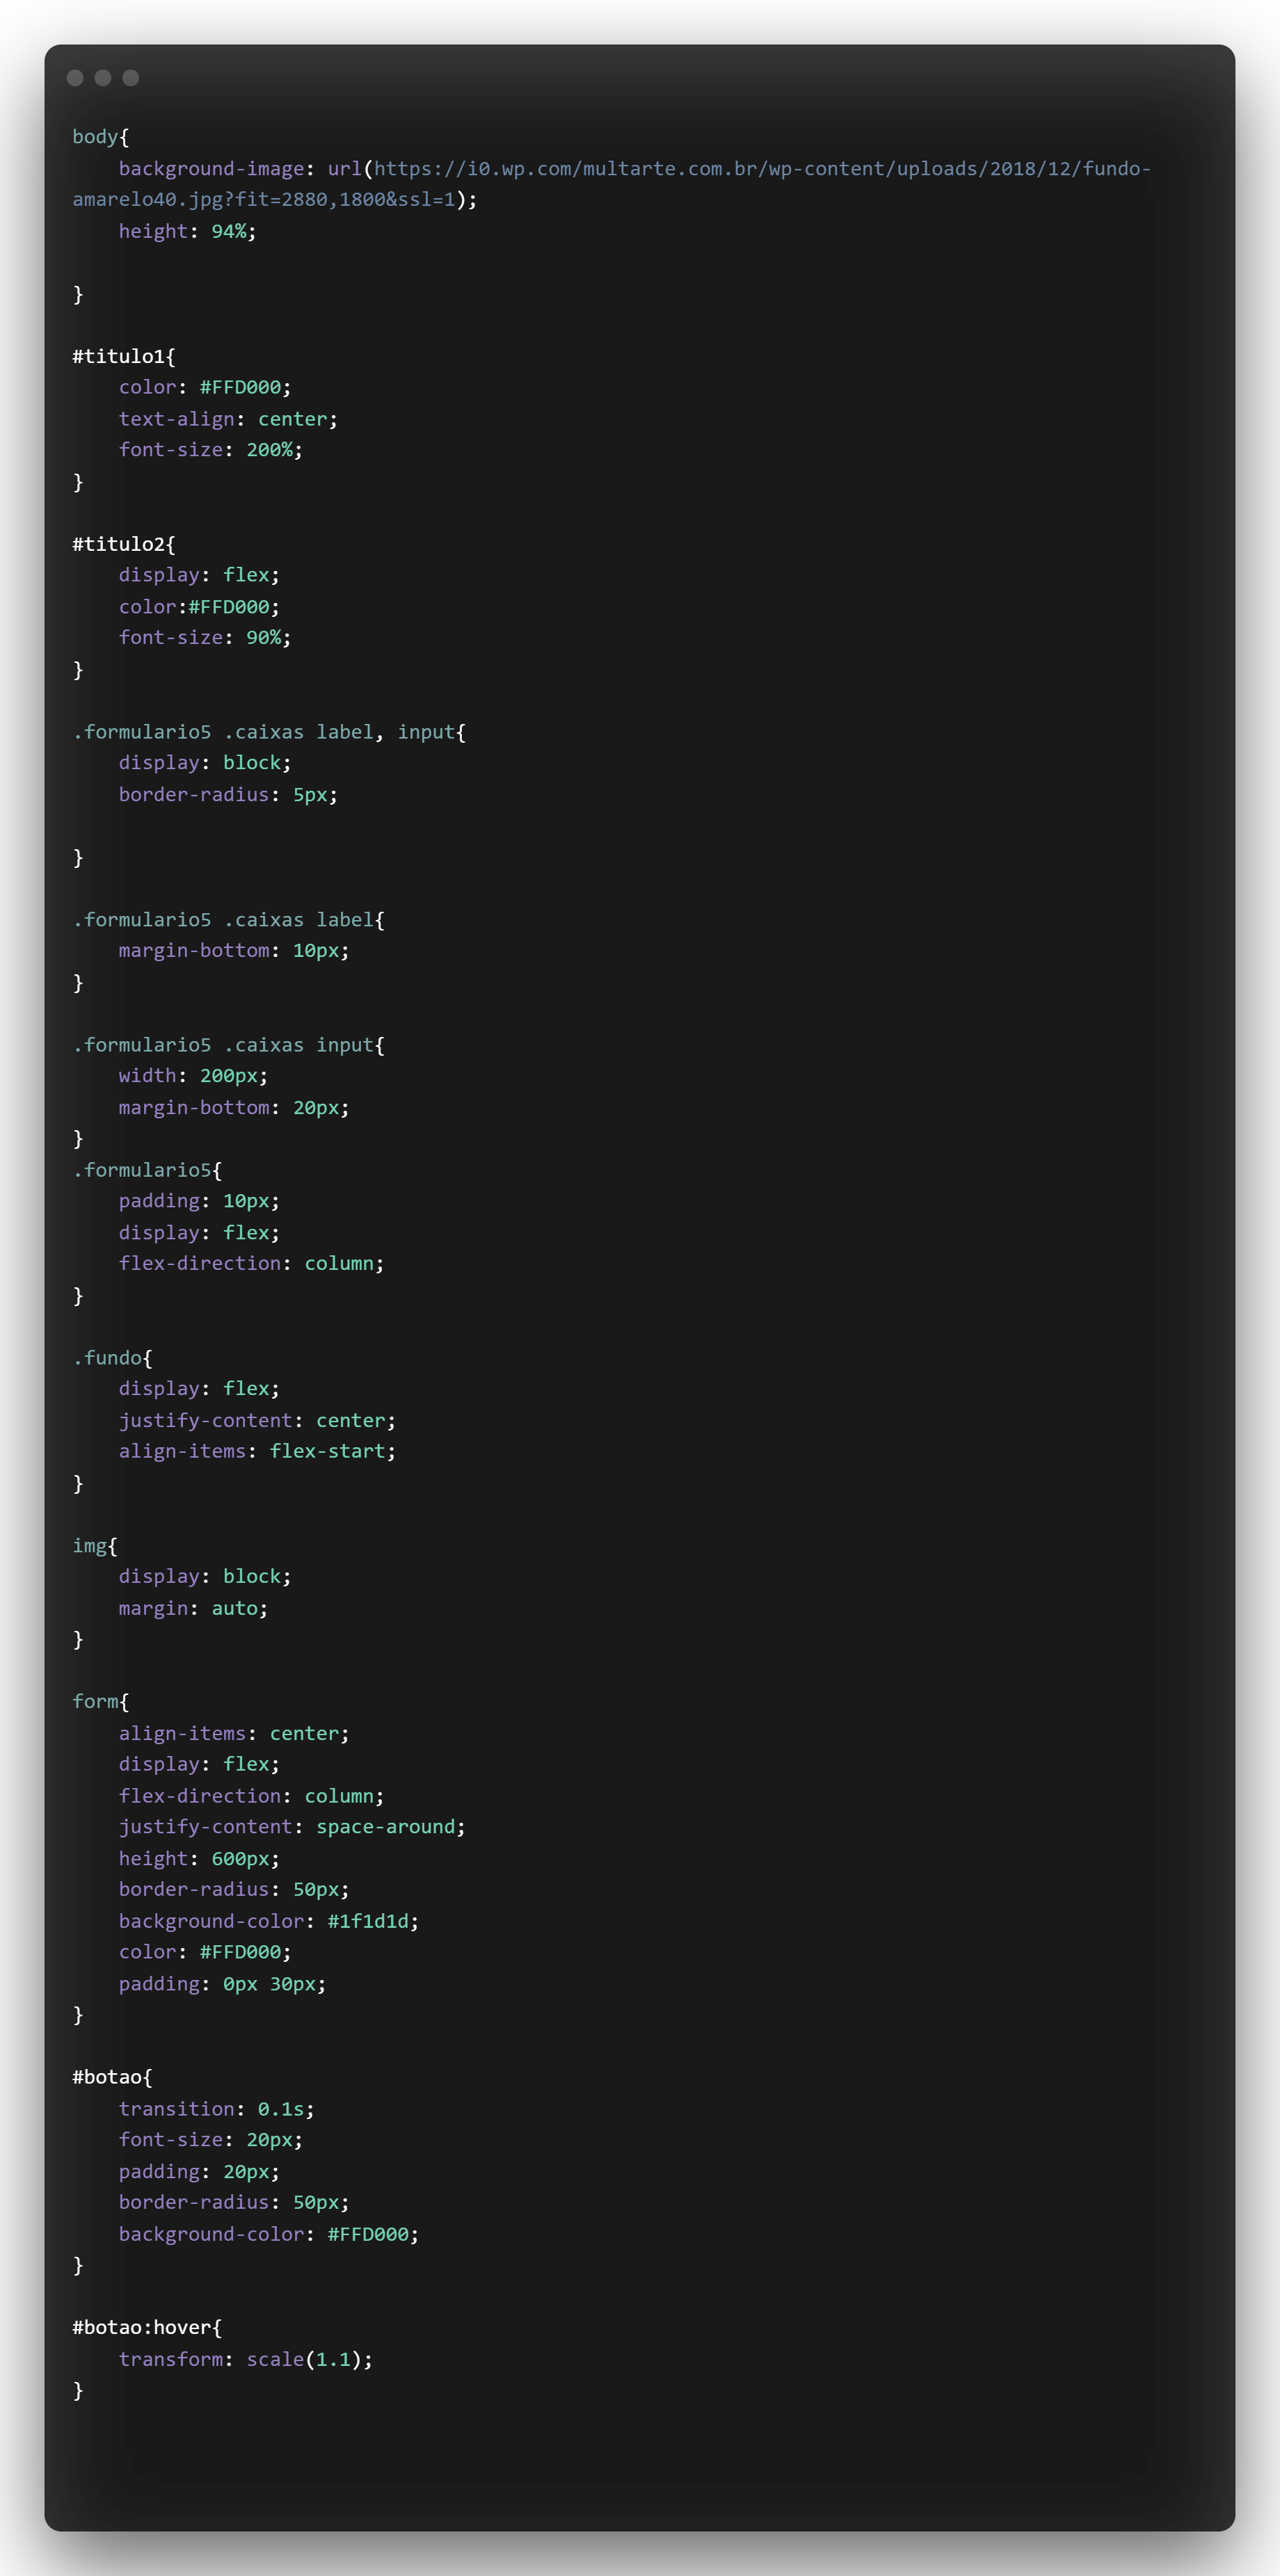 body{
    background-image: url(https://i0.wp.com/multarte.com.br/wp-content/uploads/2018/12/fundo-
amarelo40.jpg?fit=2880,1800&ssl=1);
    height: 94%;

}

#titulo1{
    color: #FFD000;
    text-align: center;
    font-size: 200%;
}

#titulo2{
    display: flex;
    color:#FFD000;
    font-size: 90%;
}

.formulario5 .caixas label, input{
    display: block;
    border-radius: 5px;

}

.formulario5 .caixas label{
    margin-bottom: 10px;
}

.formulario5 .caixas input{
    width: 200px;
    margin-bottom: 20px;
}
.formulario5{
    padding: 10px;
    display: flex;
    flex-direction: column;
}

.fundo{
    display: flex;
    justify-content: center;
    align-items: flex-start;
}

img{
    display: block;
    margin: auto;
}

form{
    align-items: center;
    display: flex;
    flex-direction: column;
    justify-content: space-around;
    height: 600px;
    border-radius: 50px;
    background-color: #1f1d1d;
    color: #FFD000;
    padding: 0px 30px;
}

#botao{
    transition: 0.1s;
    font-size: 20px;
    padding: 20px;
    border-radius: 50px;
    background-color: #FFD000;
}

#botao:hover{
    transform: scale(1.1);
}